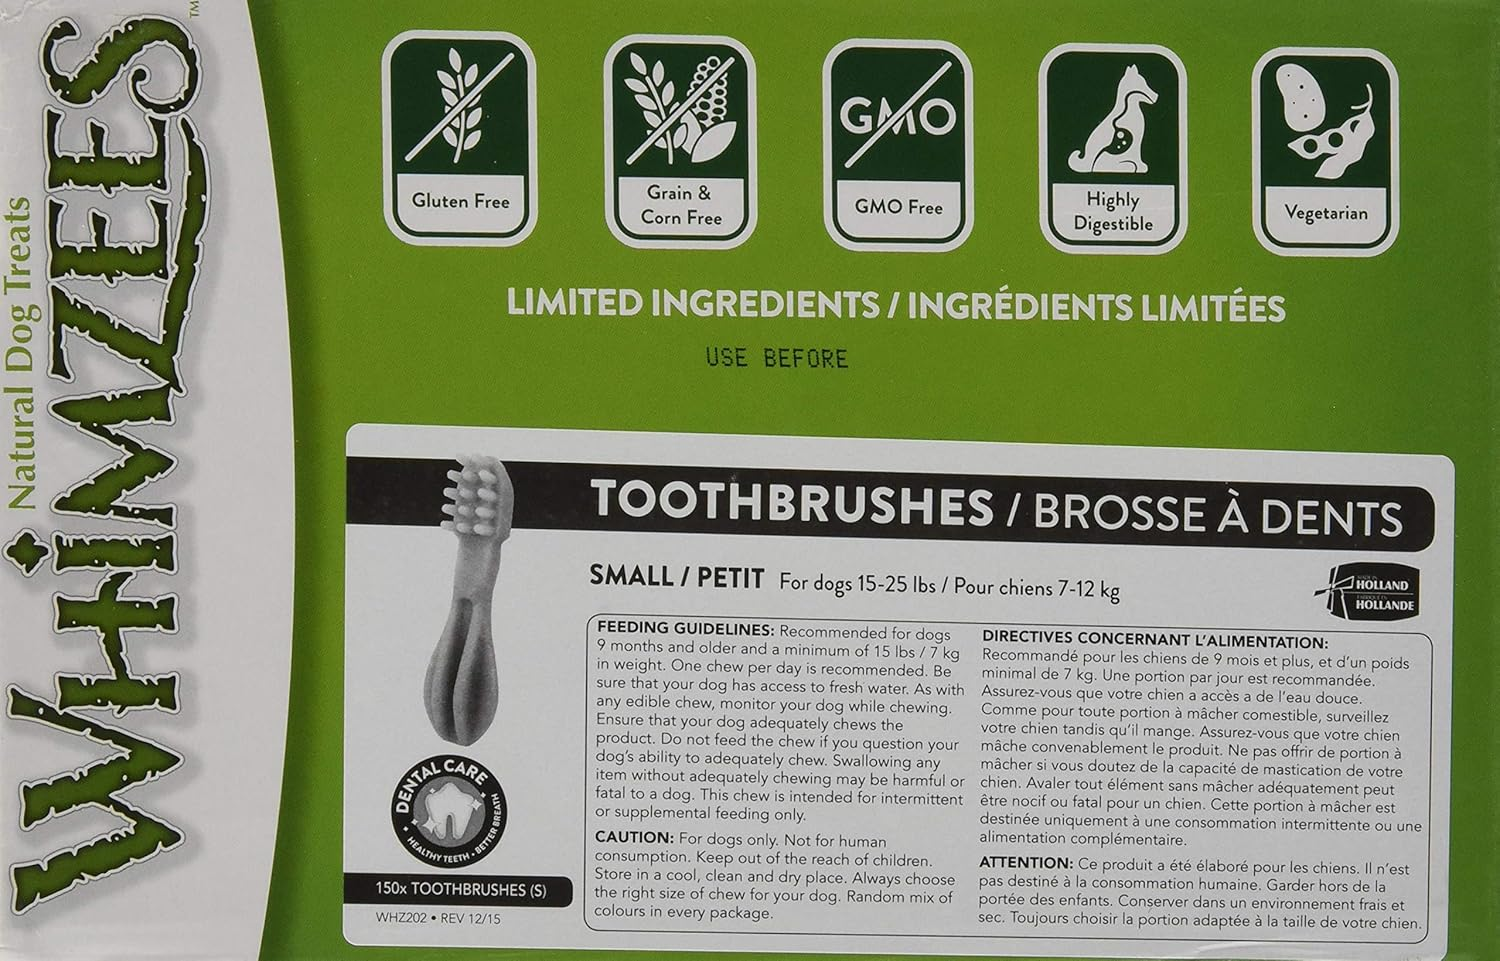 WHIMZEES™
Natural Dog Treats
Gluten Free
Grain &
Corn Free
GMO
GMO Free
Highly
Digestible
Vegetarian
LIMITED INGREDIENTS / INGRÉDIENTS LIMITÉES
USE BEFORE
TOOTHBRUSHES / BROSSE À DENTS
SMALL / PETIT For dogs 15-25 lbs / Pour chiens 7-12 kg
MADE IN
HOLLAND
FABRIQUÉ EN
HOLLANDE
FEEDING GUIDELINES: Recommended for dogs
9 months and older and a minimum of 15 lbs / 7 kg
in weight. One chew per day is recommended. Be
sure that your dog has access to fresh water. As with
any edible chew, monitor your dog while chewing.
Ensure that your dog adequately chews the
product. Do not feed the chew if you question your
dog's ability to adequately chew. Swallowing any
item without adequately chewing may be harmful or
fatal to a dog. This chew is intended for intermittent
or supplemental feeding only.
CAUTION: For dogs only. Not for human
consumption. Keep out of the reach of children.
Store in a cool, clean and dry place. Always choose
the right size of chew for your dog. Random mix of
colours in every package.
DIRECTIVES CONCERNANT L'ALIMENTATION:
Recommandé pour les chiens de 9 mois et plus, et d'un poids
minimal de 7 kg. Une portion par jour est recommandée.
Assurez-vous que votre chien a accès a de l'eau douce.
Comme pour toute portion à mâcher comestible, surveillez
votre chien tandis qu'il mange. Assurez-vous que votre chien
mâche convenablement le produit. Ne pas offrir de portion à
mâcher si vous doutez de la capacité de mastication de votre
chien. Avaler tout élément sans mâcher adéquatement peut
être nocif ou fatal pour un chien. Cette portion à mâcher est
destinée uniquement à une consommation intermittente ou une
alimentation complémentaire.
ATTENTION: Ce produit a été élaboré pour les chiens. Il n'est
pas destiné à la consommation humaine. Garder hors de la
portée des enfants. Conserver dans un environnement frais et
sec. Toujours choisir la portion adaptée à la taille de votre chien.
DENTAL CARE
• HEALTHY TEETH • BETTER BREATH
150x TOOTHBRUSHES (S)
WHZ202 • REV 12/15